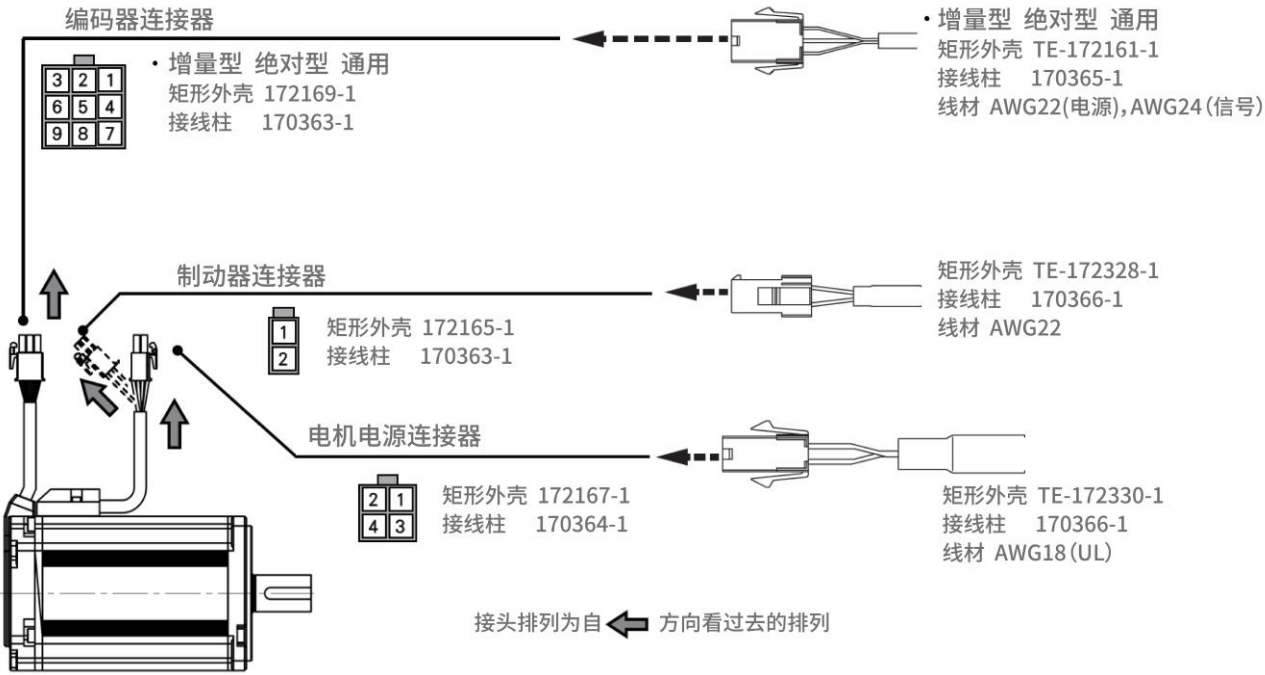 编码器连接器
3 2 1
6 5 4
9 8 7
・增量型 绝对型 通用
矩形外壳 172169-1
接线柱 170363-1
・增量型 绝对型 通用
矩形外壳 TE-172161-1
接线柱 170365-1
线材 AWG22(电源),AWG24(信号)
制动器连接器
1
2
矩形外壳 172165-1
接线柱 170363-1
矩形外壳 TE-172328-1
接线柱 170366-1
线材 AWG22
电机电源连接器
2 1
4 3
矩形外壳 172167-1
接线柱 170364-1
矩形外壳 TE-172330-1
接线柱 170366-1
线材 AWG18(UL)
接头排列为自 方向看过去的排列